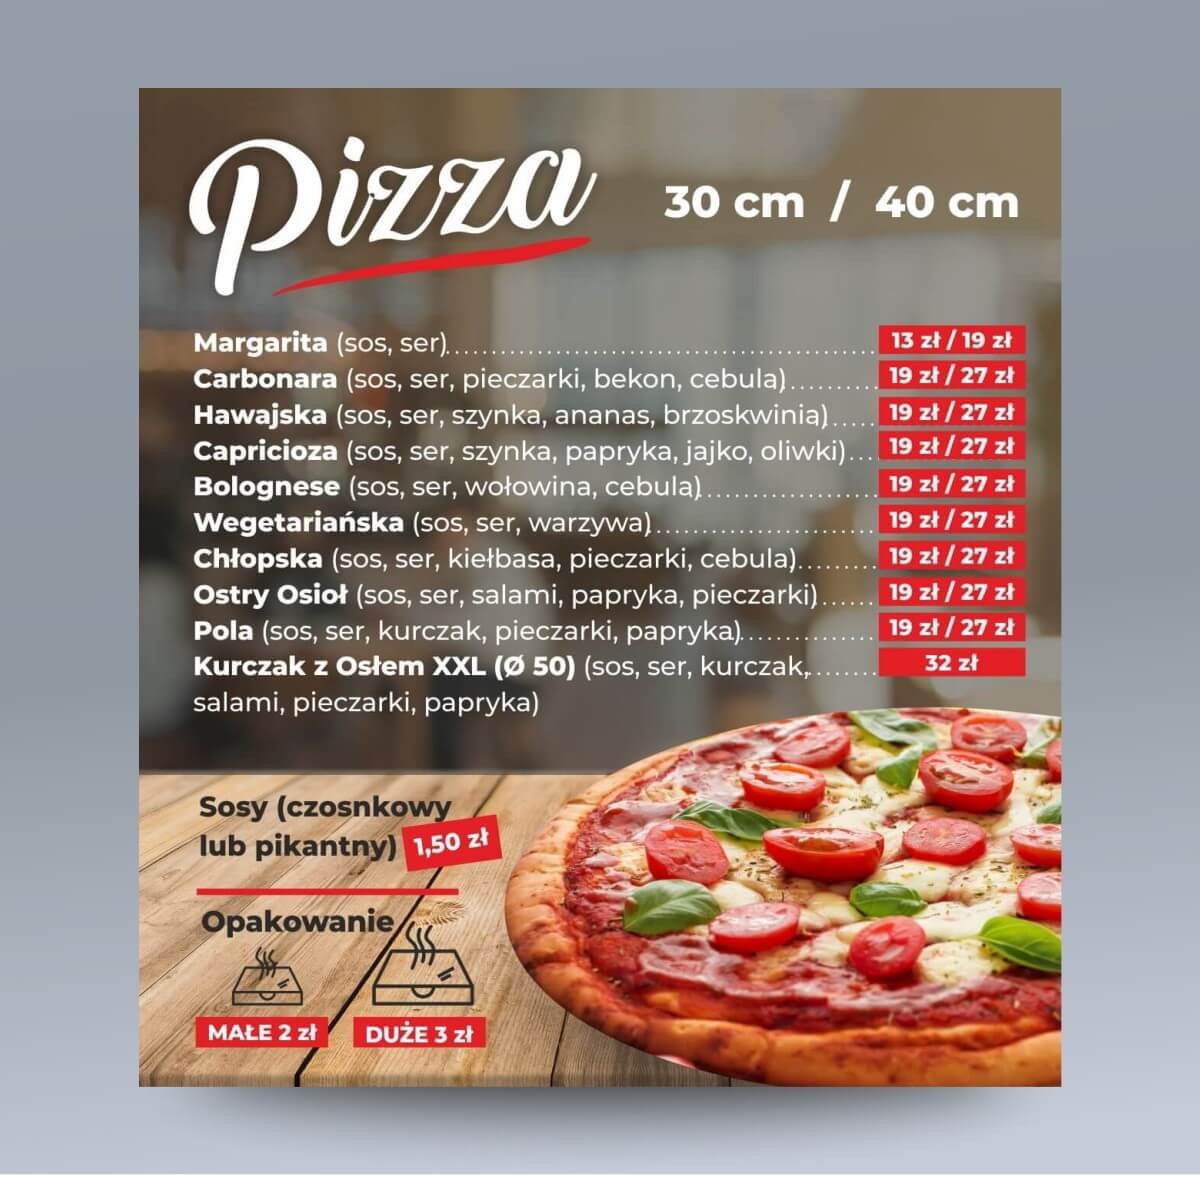 Pizza
30 cm / 40 cm
Margarita (sos, ser) 13 zł / 19 zł
Carbonara (sos, ser, pieczarki, bekon, cebula) 19 zł / 27 zł
Hawajska (sos, ser, szynka, ananas, brzoskwinia) 19 zł / 27 zł
Capricioza (sos, ser, szynka, papryka, jajko, oliwki) 19 zł / 27 zł
Bolognese (sos, ser, wołowina, cebula) 19 zł / 27 zł
Wegetariańska (sos, ser, warzywa) 19 zł / 27 zł
Chłopska (sos, ser, kiełbasa, pieczarki, cebula) 19 zł / 27 zł
Ostry Osioł (sos, ser, salami, papryka, pieczarki) 19 zł / 27 zł
Pola (sos, ser, kurczak, pieczarki, papryka) 19 zł / 27 zł
Kurczak z Osłem XXL (Ø 50) (sos, ser, kurczak, 32 zł
salami, pieczarki, papryka)
Sosy (czosnkowy
lub pikantny) 1,50 zł
Opakowanie
MAŁE 2 zł DUŻE 3 zł